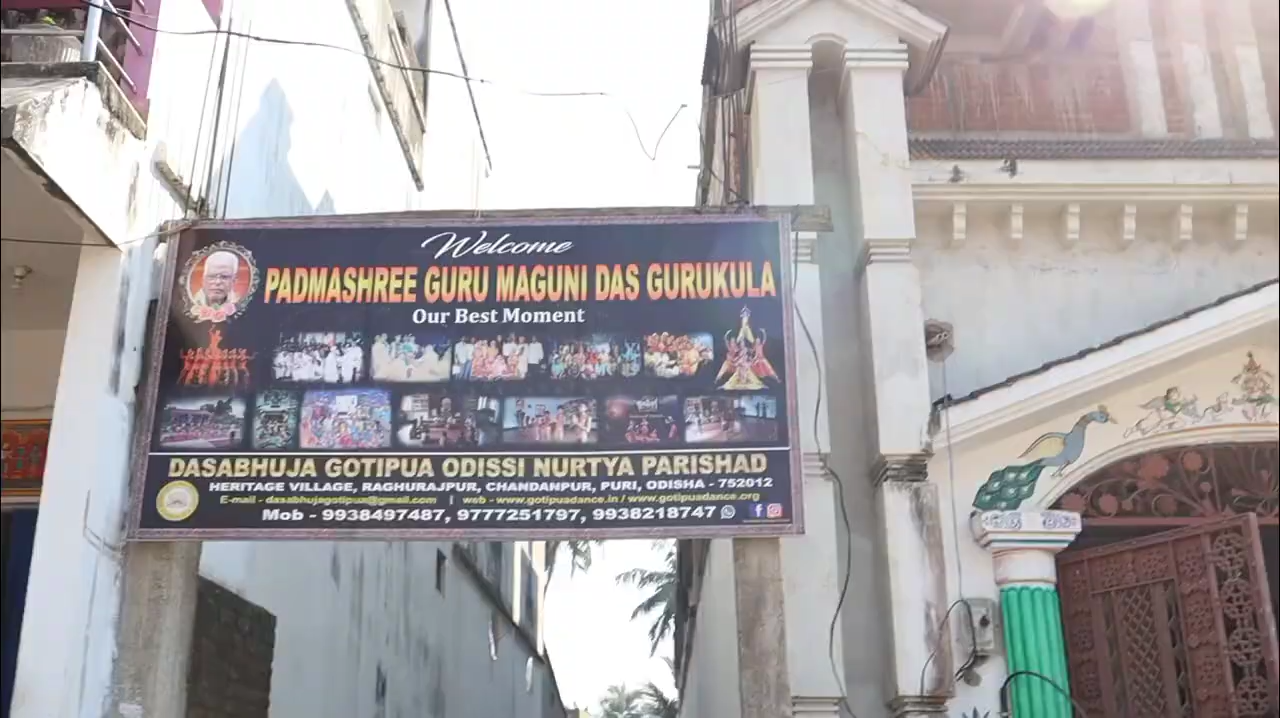 Welcome
PADMASHREE GURU MAGUNI DAS GURUKULA
Our Best Moment
DASABHUJA GOTIPUA ODISSI NURTYA PARISHAD
HERITAGE VILLAGE, RAGHURAJPUR, CHANDANPUR, PURI, ODISHA - 752012
E-mail - dasabhujagotipua@gmail.com | web - www.gotipuadance.in / www.gotipuadance.org
Mob - 9938497487, 9777251797, 9938218747